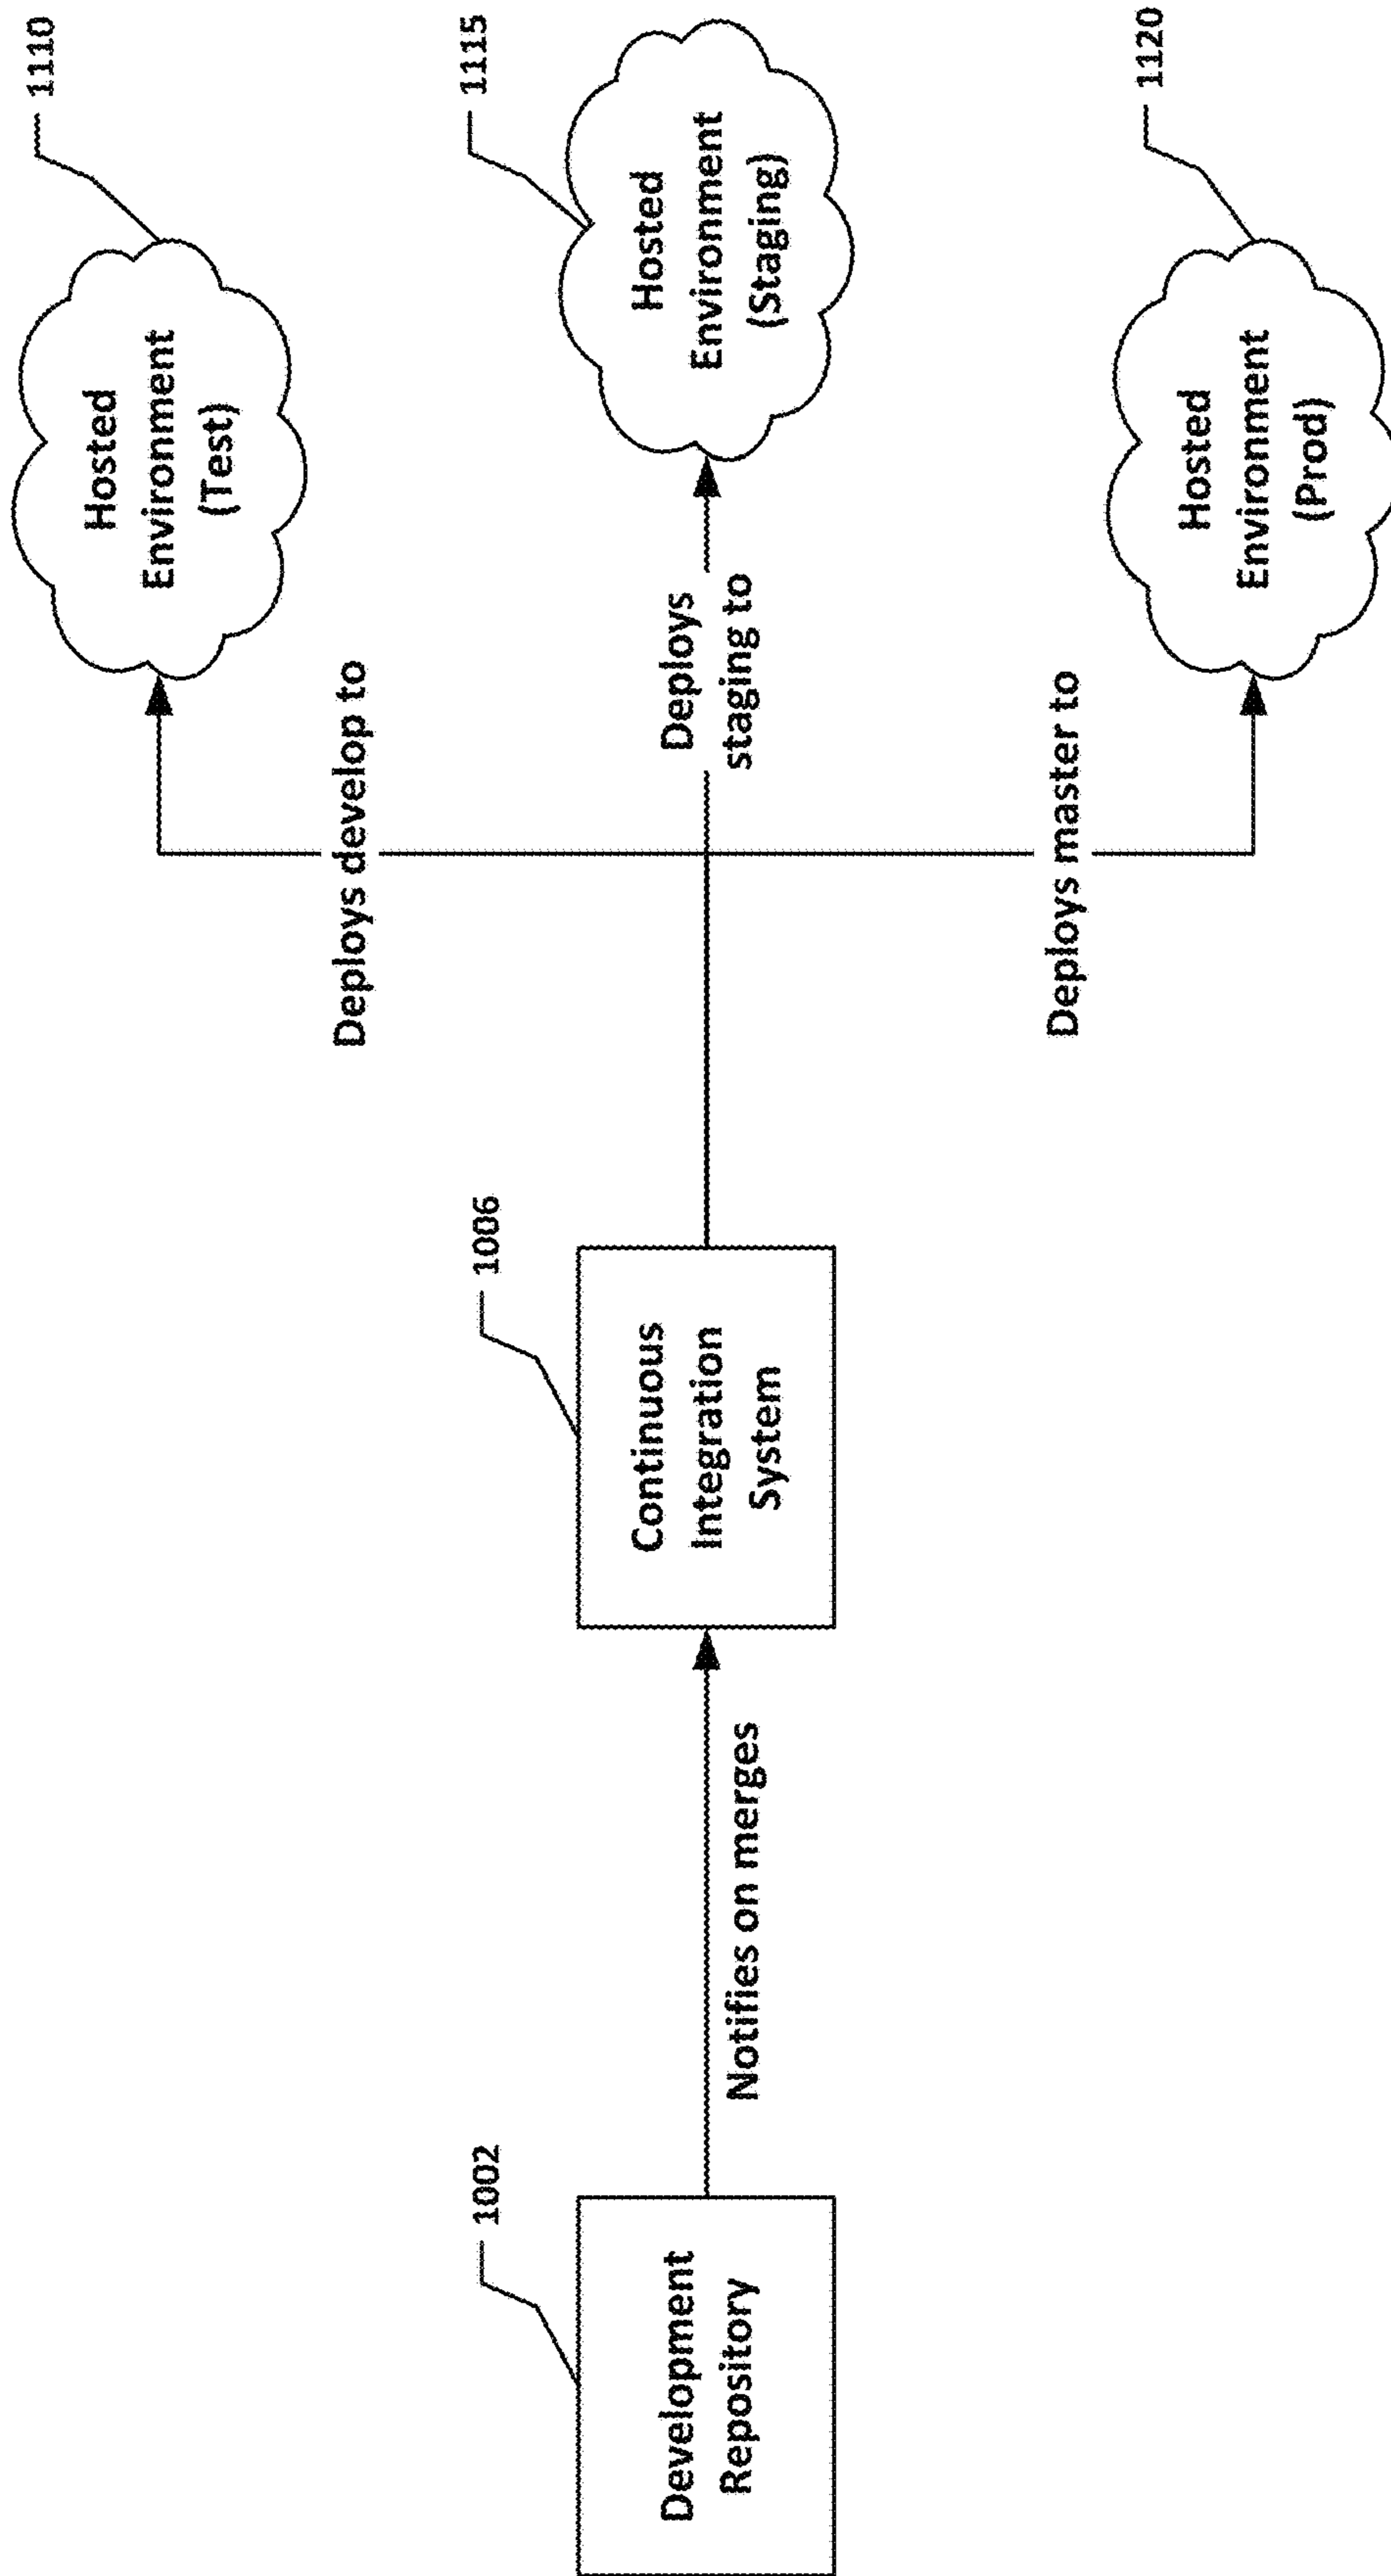 1002
Development
Repository
Notifies on merges
1006
Continuous
Integration
System
Deploys develop to
Deploys
staging to
Deploys master to
1110
Hosted
Environment
(Test)
1115
Hosted
Environment
(Staging)
1120
Hosted
Environment
(Prod)